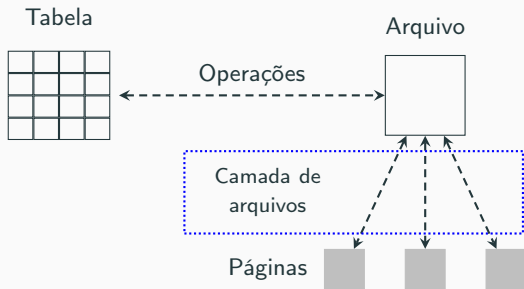 Tabela
Arquivo
Operações
Camada de
arquivos
Páginas